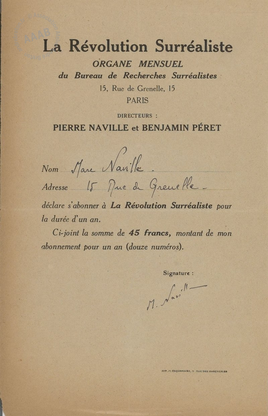 La Révolution Surréaliste
ORGANE MENSUEL
du Bureau de Recherches Surréalistes
15, Rue de Grenelle, 15
PARIS
DIRECTEURS :
PIERRE NAVILLE et BENJAMIN PÉRET
Nom Marc Naville.
Adresse 15 Rue de Grenelle.
déclare s'abonner à La Révolution Surréaliste pour
la durée d'un an.
Ci-joint la somme de 45 francs, montant de mon
abonnement pour un an (douze numéros).
Signature :
M. Naville